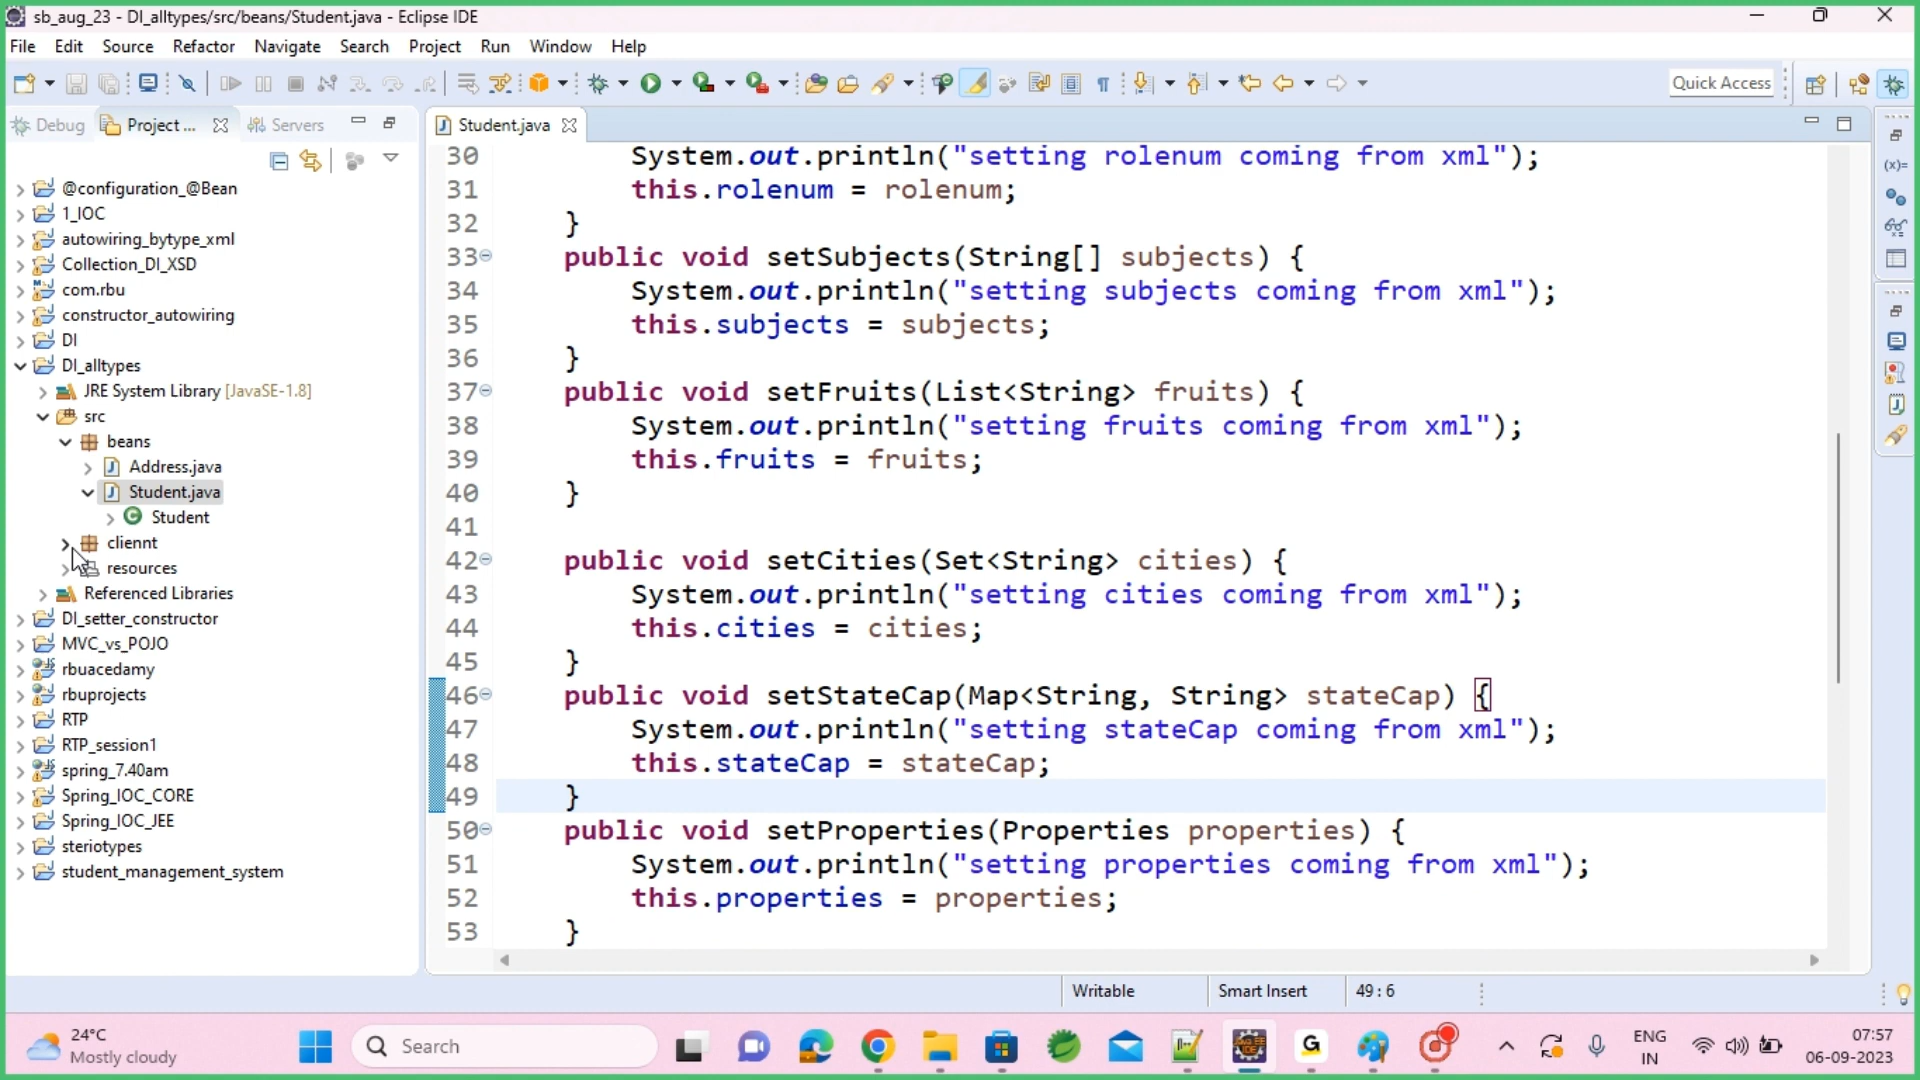 sb_aug_23 - DI_alltypes/src/beans/Student.java - Eclipse IDE
File Edit Source Refactor Navigate Search Project Run Window Help
Quick Access
Debug Project ... Servers
Student.java
@configuration_@Bean
1_IOC
autowiring_bytype_xml
Collection_DI_XSD
com.rbu
constructor_autowiring
DI
DI_alltypes
JRE System Library [JavaSE-1.8]
src
beans
Address.java
Student.java
Student
cliennt
resources
Referenced Libraries
DI_setter_constructor
MVC_vs_POJO
rbuacedamy
rbuprojects
RTP
RTP_session1
spring_7.40am
Spring_IOC_CORE
Spring_IOC_JEE
steriotypes
student_management_system
30 System.out.println("setting rolenum coming from xml");
31 this.rolenum = rolenum;
32 }
33 public void setSubjects(String[] subjects) {
34 System.out.println("setting subjects coming from xml");
35 this.subjects = subjects;
36 }
37 public void setFruits(List<String> fruits) {
38 System.out.println("setting fruits coming from xml");
39 this.fruits = fruits;
40 }
41
42 public void setCities(Set<String> cities) {
43 System.out.println("setting cities coming from xml");
44 this.cities = cities;
45 }
46 public void setStateCap(Map<String, String> stateCap) {
47 System.out.println("setting stateCap coming from xml");
48 this.stateCap = stateCap;
49 }
50 public void setProperties(Properties properties) {
51 System.out.println("setting properties coming from xml");
52 this.properties = properties;
53 }
Writable Smart Insert 49 : 6
24°C
Mostly cloudy
Search
ENG
IN
07:57
06-09-2023